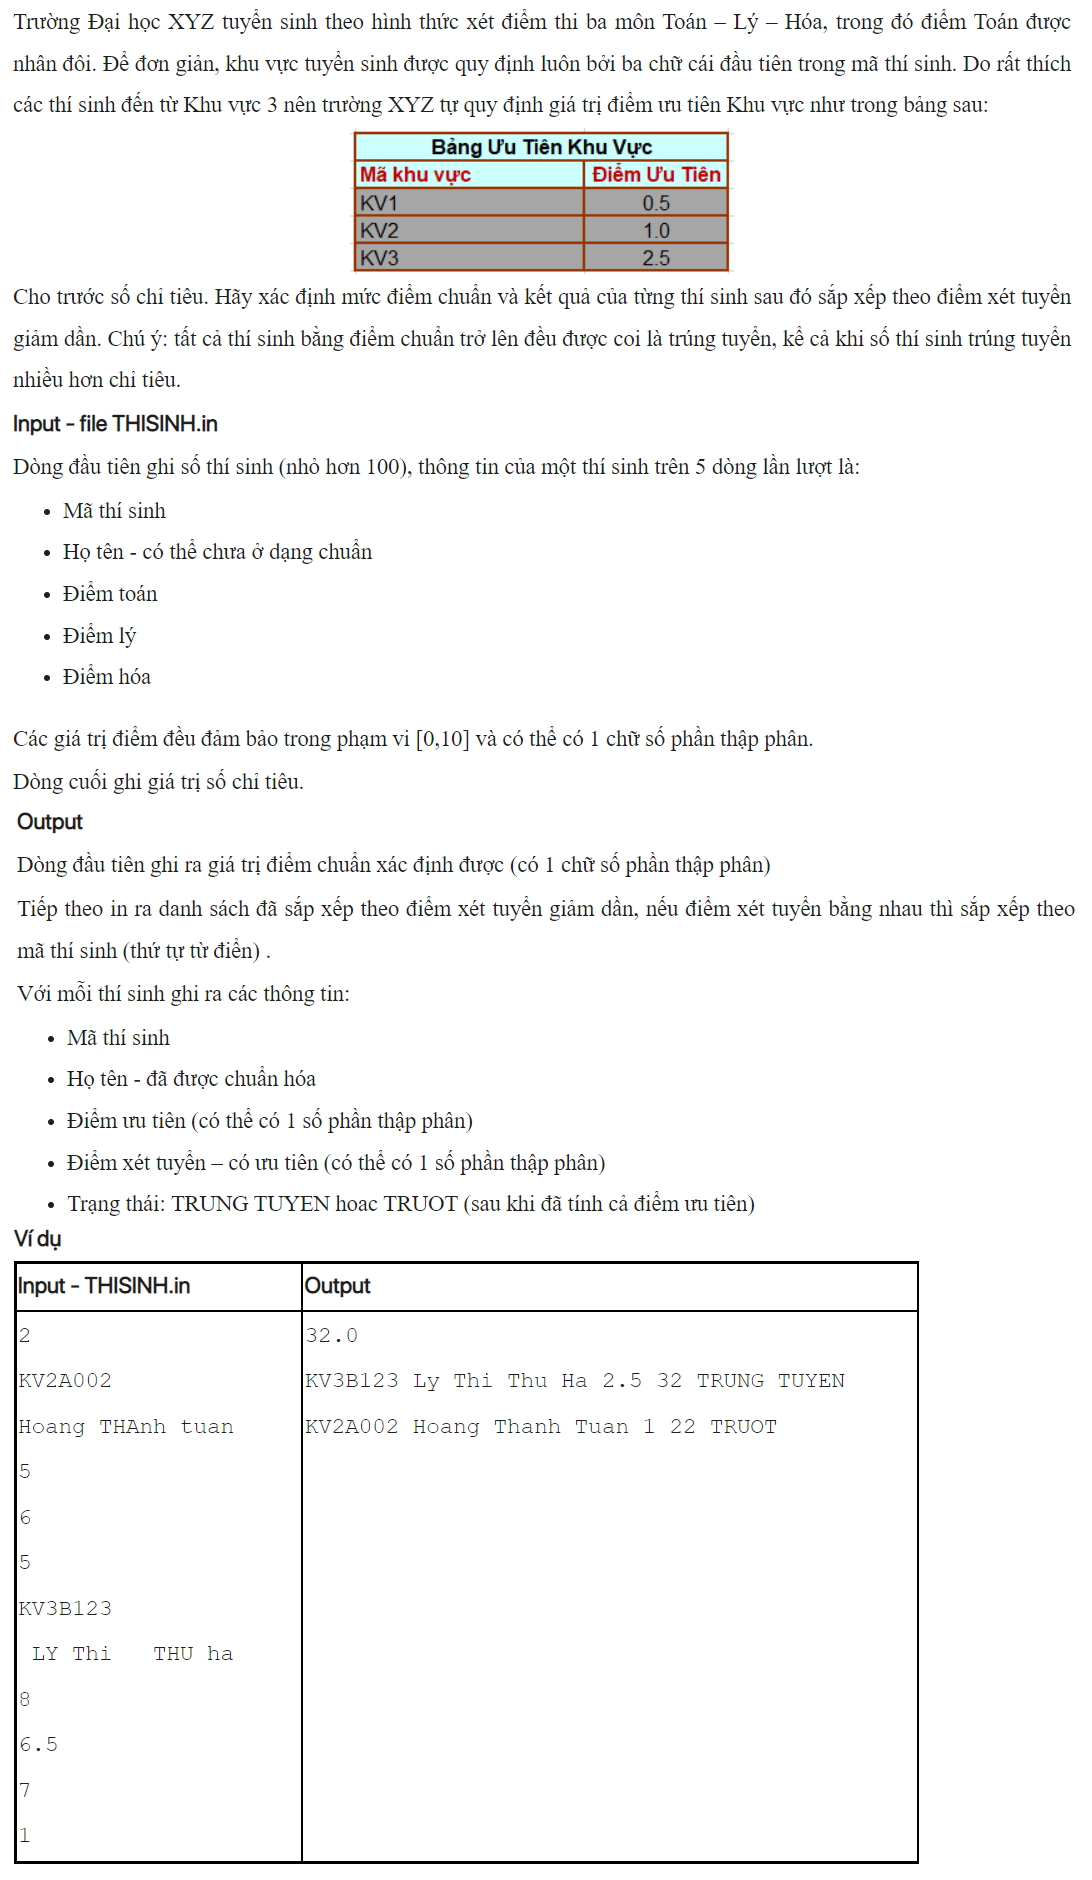 Trường Đại học XYZ tuyển sinh theo hình thức xét điểm thi ba môn Toán – Lý – Hóa, trong đó điểm Toán được
nhân đôi. Để đơn giản, khu vực tuyển sinh được quy định luôn bởi ba chữ cái đầu tiên trong mã thí sinh. Do rất thích
các thí sinh đến từ Khu vực 3 nên trường XYZ tự quy định giá trị điểm ưu tiên Khu vực như trong bảng sau:
Bảng Ưu Tiên Khu Vực
Mã khu vực Điểm Ưu Tiên
KV1 0.5
KV2 1.0
KV3 2.5
Cho trước số chỉ tiêu. Hãy xác định mức điểm chuẩn và kết quả của từng thí sinh sau đó sắp xếp theo điểm xét tuyển
giảm dần. Chú ý: tất cả thí sinh bằng điểm chuẩn trở lên đều được coi là trúng tuyển, kể cả khi số thí sinh trúng tuyển
nhiều hơn chỉ tiêu.
Input – file THISINH.in
Dòng đầu tiên ghi số thí sinh (nhỏ hơn 100), thông tin của một thí sinh trên 5 dòng lần lượt là:
• Mã thí sinh
• Họ tên - có thể chưa ở dạng chuẩn
• Điểm toán
• Điểm lý
• Điểm hóa
Các giá trị điểm đều đảm bảo trong phạm vi [0,10] và có thể có 1 chữ số phần thập phân.
Dòng cuối ghi giá trị số chỉ tiêu.
Output
Dòng đầu tiên ghi ra giá trị điểm chuẩn xác định được (có 1 chữ số phần thập phân)
Tiếp theo in ra danh sách đã sắp xếp theo điểm xét tuyển giảm dần, nếu điểm xét tuyển bằng nhau thì sắp xếp theo
mã thí sinh (thứ tự từ điển) .
Với mỗi thí sinh ghi ra các thông tin:
• Mã thí sinh
• Họ tên - đã được chuẩn hóa
• Điểm ưu tiên (có thể có 1 số phần thập phân)
• Điểm xét tuyển – có ưu tiên (có thể có 1 số phần thập phân)
• Trạng thái: TRUNG TUYEN hoac TRUOT (sau khi đã tính cả điểm ưu tiên)
Ví dụ
Input – THISINH.in Output
2 32.0
KV2A002 KV3B123 Ly Thi Thu Ha 2.5 32 TRUNG TUYEN
Hoang THAnh tuan KV2A002 Hoang Thanh Tuan 1 22 TRUOT
5
6
5
KV3B123
LY Thi   THU ha
8
6.5
7
1